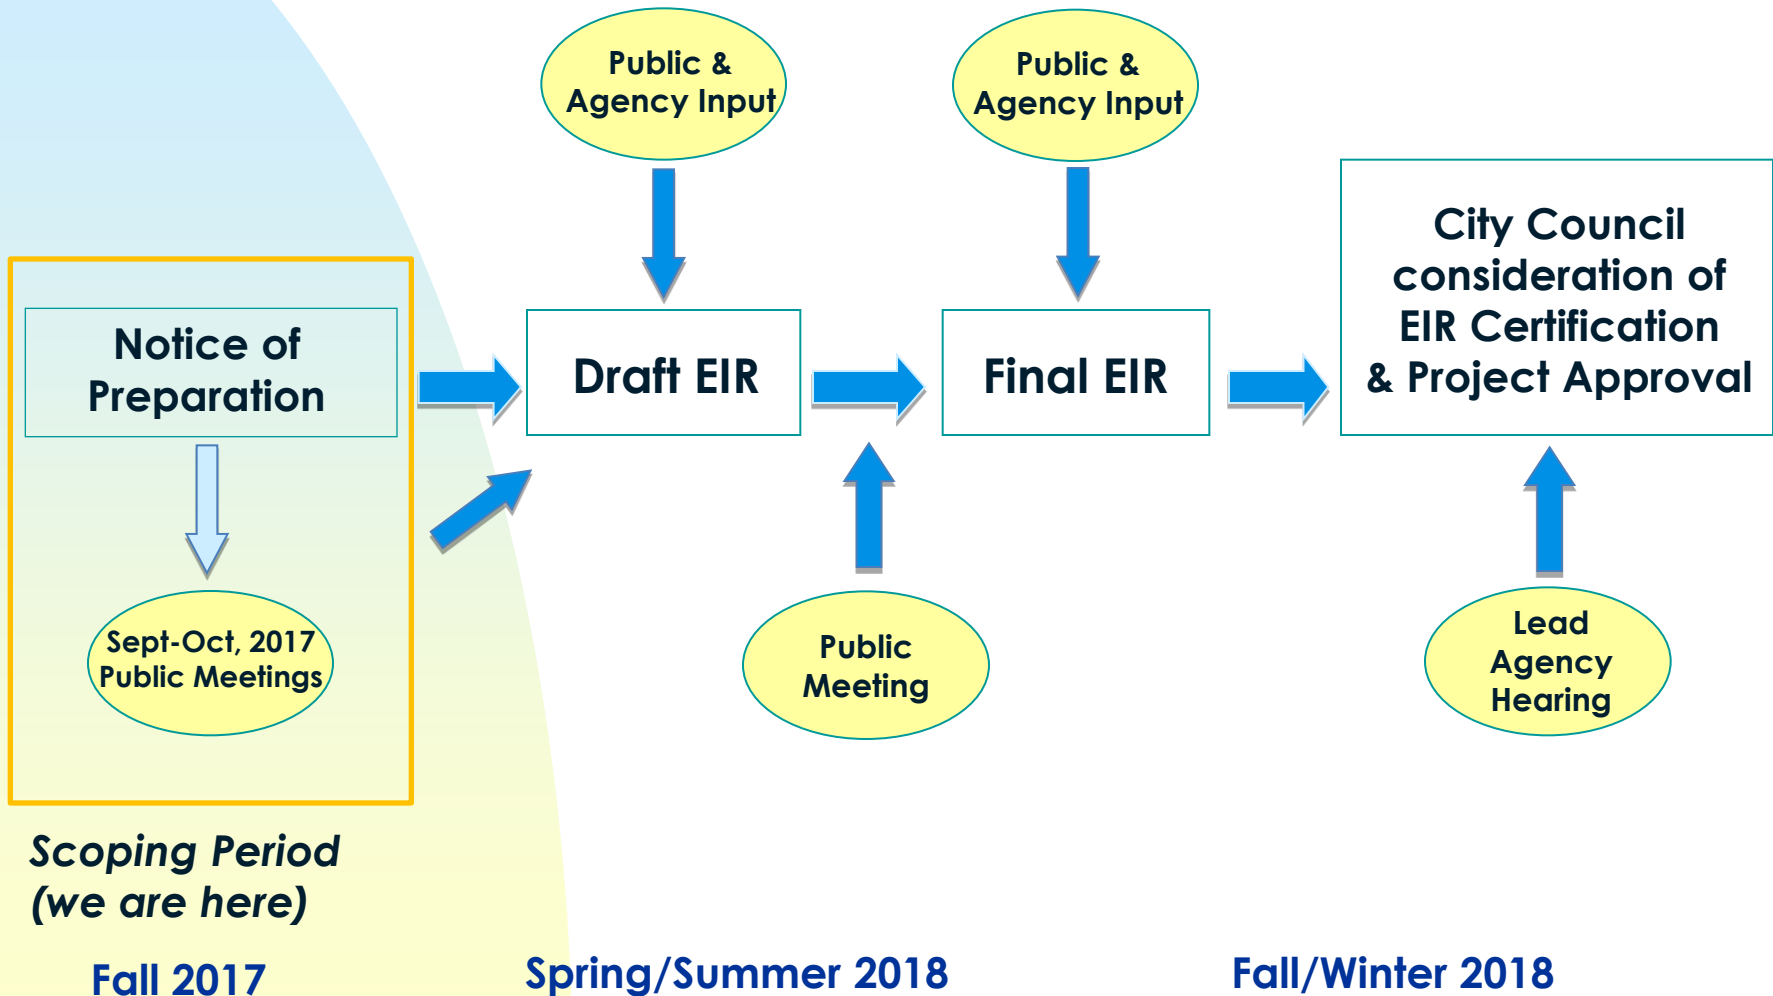 Public &
Agency Input
Public &
Agency Input
Notice of
Preparation
Draft EIR
Final EIR
City Council
consideration of
EIR Certification
& Project Approval
Sept-Oct, 2017
Public Meetings
Public
Meeting
Lead
Agency
Hearing
Scoping Period
(we are here)
Fall 2017
Spring/Summer 2018
Fall/Winter 2018